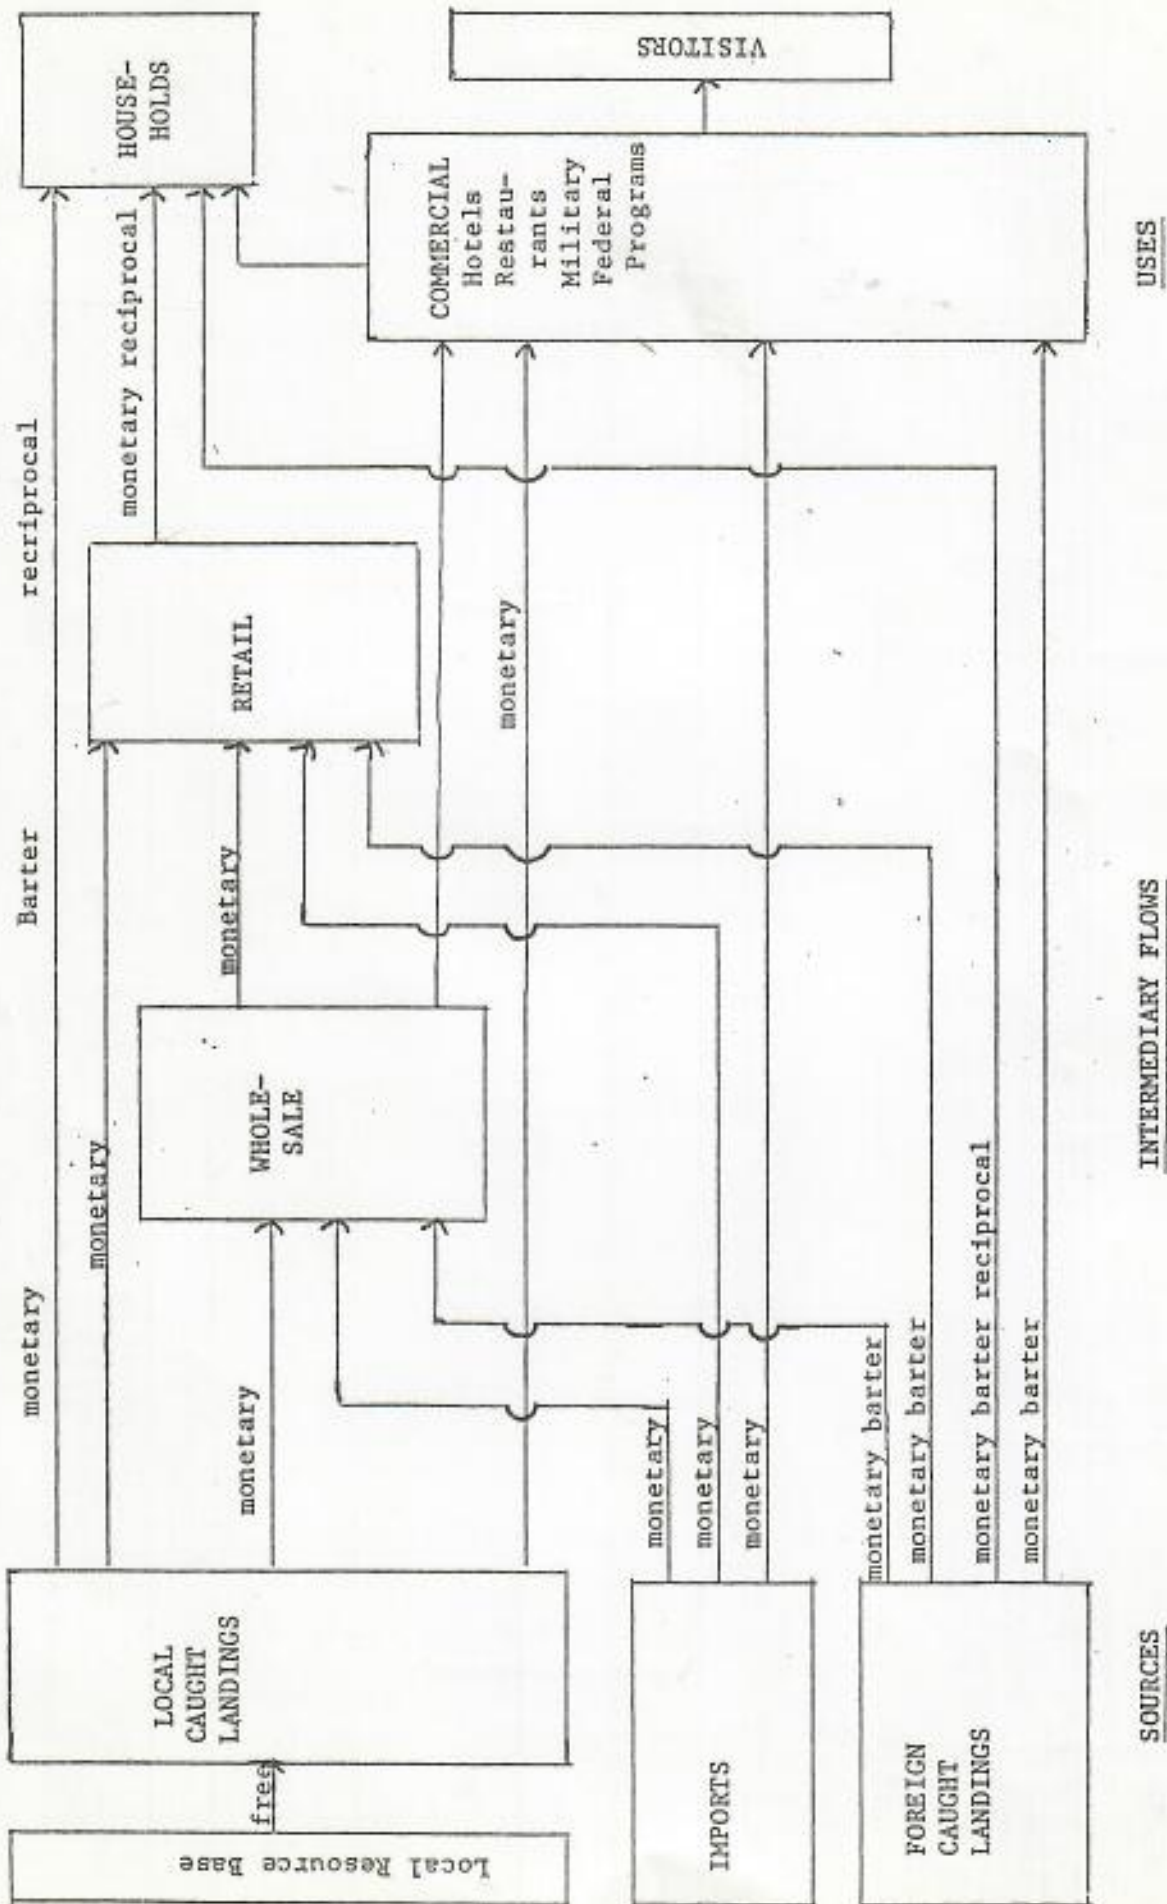 Local Resource Base
free
LOCAL
CAUGHT
LANDINGS
IMPORTS
FOREIGN
CAUGHT
LANDINGS
monetary
Barter
recriprocal
monetary
monetary
monetary
monetary
monetary
monetary barter
monetary barter
monetary barter reciprocal
monetary barter
WHOLE-
SALE
monetary
RETAIL
monetary
monetary reciprocal
HOUSE-
HOLDS
COMMERCIAL
Hotels
Restau-
rants
Military
Federal
Programs
VISITORS
SOURCES
INTERMEDIARY FLOWS
USES